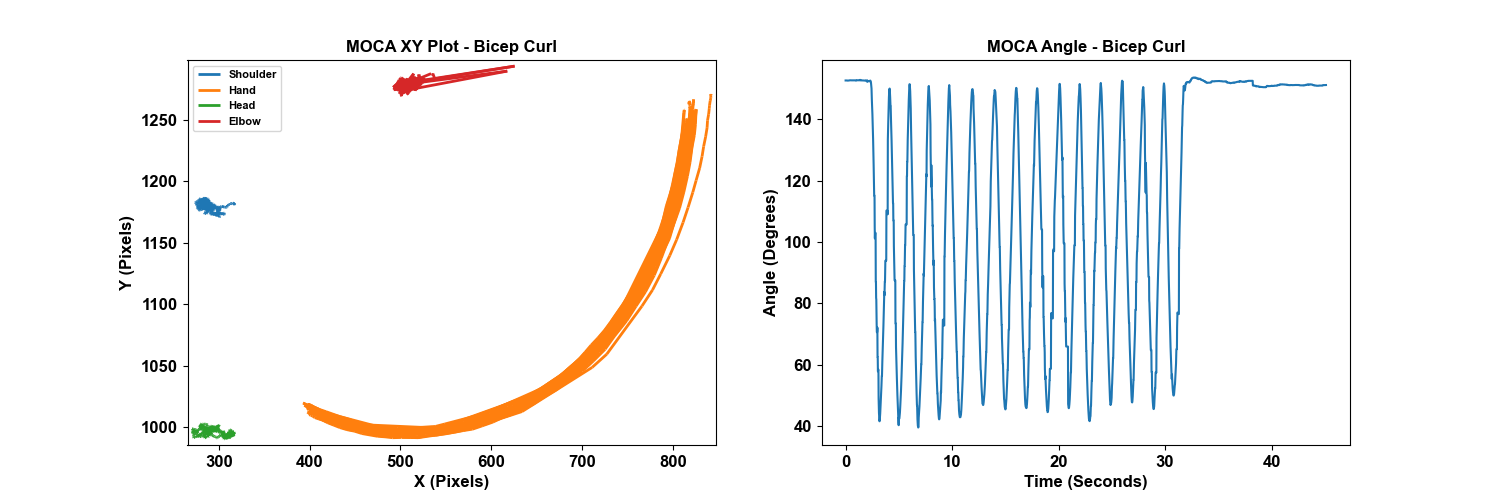 MOCA XY Plot - Bicep Curl
Shoulder
Hand
Head
Elbow
Y (Pixels)
1250
1200
1150
1100
1050
1000
300 400 500 600 700 800
X (Pixels)
MOCA Angle - Bicep Curl
Angle (Degrees)
140
120
100
80
60
40
0 10 20 30 40
Time (Seconds)